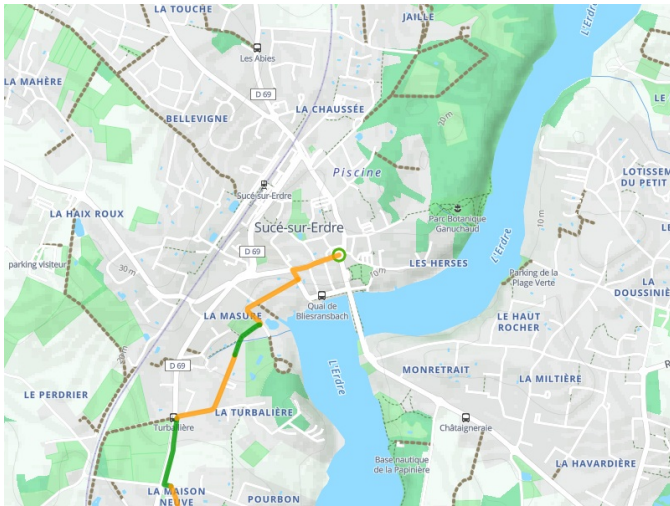 LA TOUCHE
JAILLE
L'Erdre
Les Abies
LA MAHÈRE
D 69
LA CHAUSSÉE
BELLEVIGNE
10 m
LE
Piscine
LOTISSEM
DU PETIT
Sucé-sur-Erdre
LA HAIX ROUX
Parc Botanique
Ganuchaud
10 m
Sucé-sur-Erdre
L'Erdre
D 69
parking visiteur
30 m
10 m
LES HERSES
Parking de la
Plage Verte
LA
DOUSSINIÈ
Quai de
Bliesransbach
LA MASURE
LE HAUT
ROCHER
D 69
L'Erdre
MONRETRAIT
LA MILTIÈRE
LE PERDRIER
LA TURBALIÈRE
Turbalière
Châtaigneraie
Base nautique
de la Papinière
LA HAVARDIÈRE
LA MAISON
NEUVE
POURBON